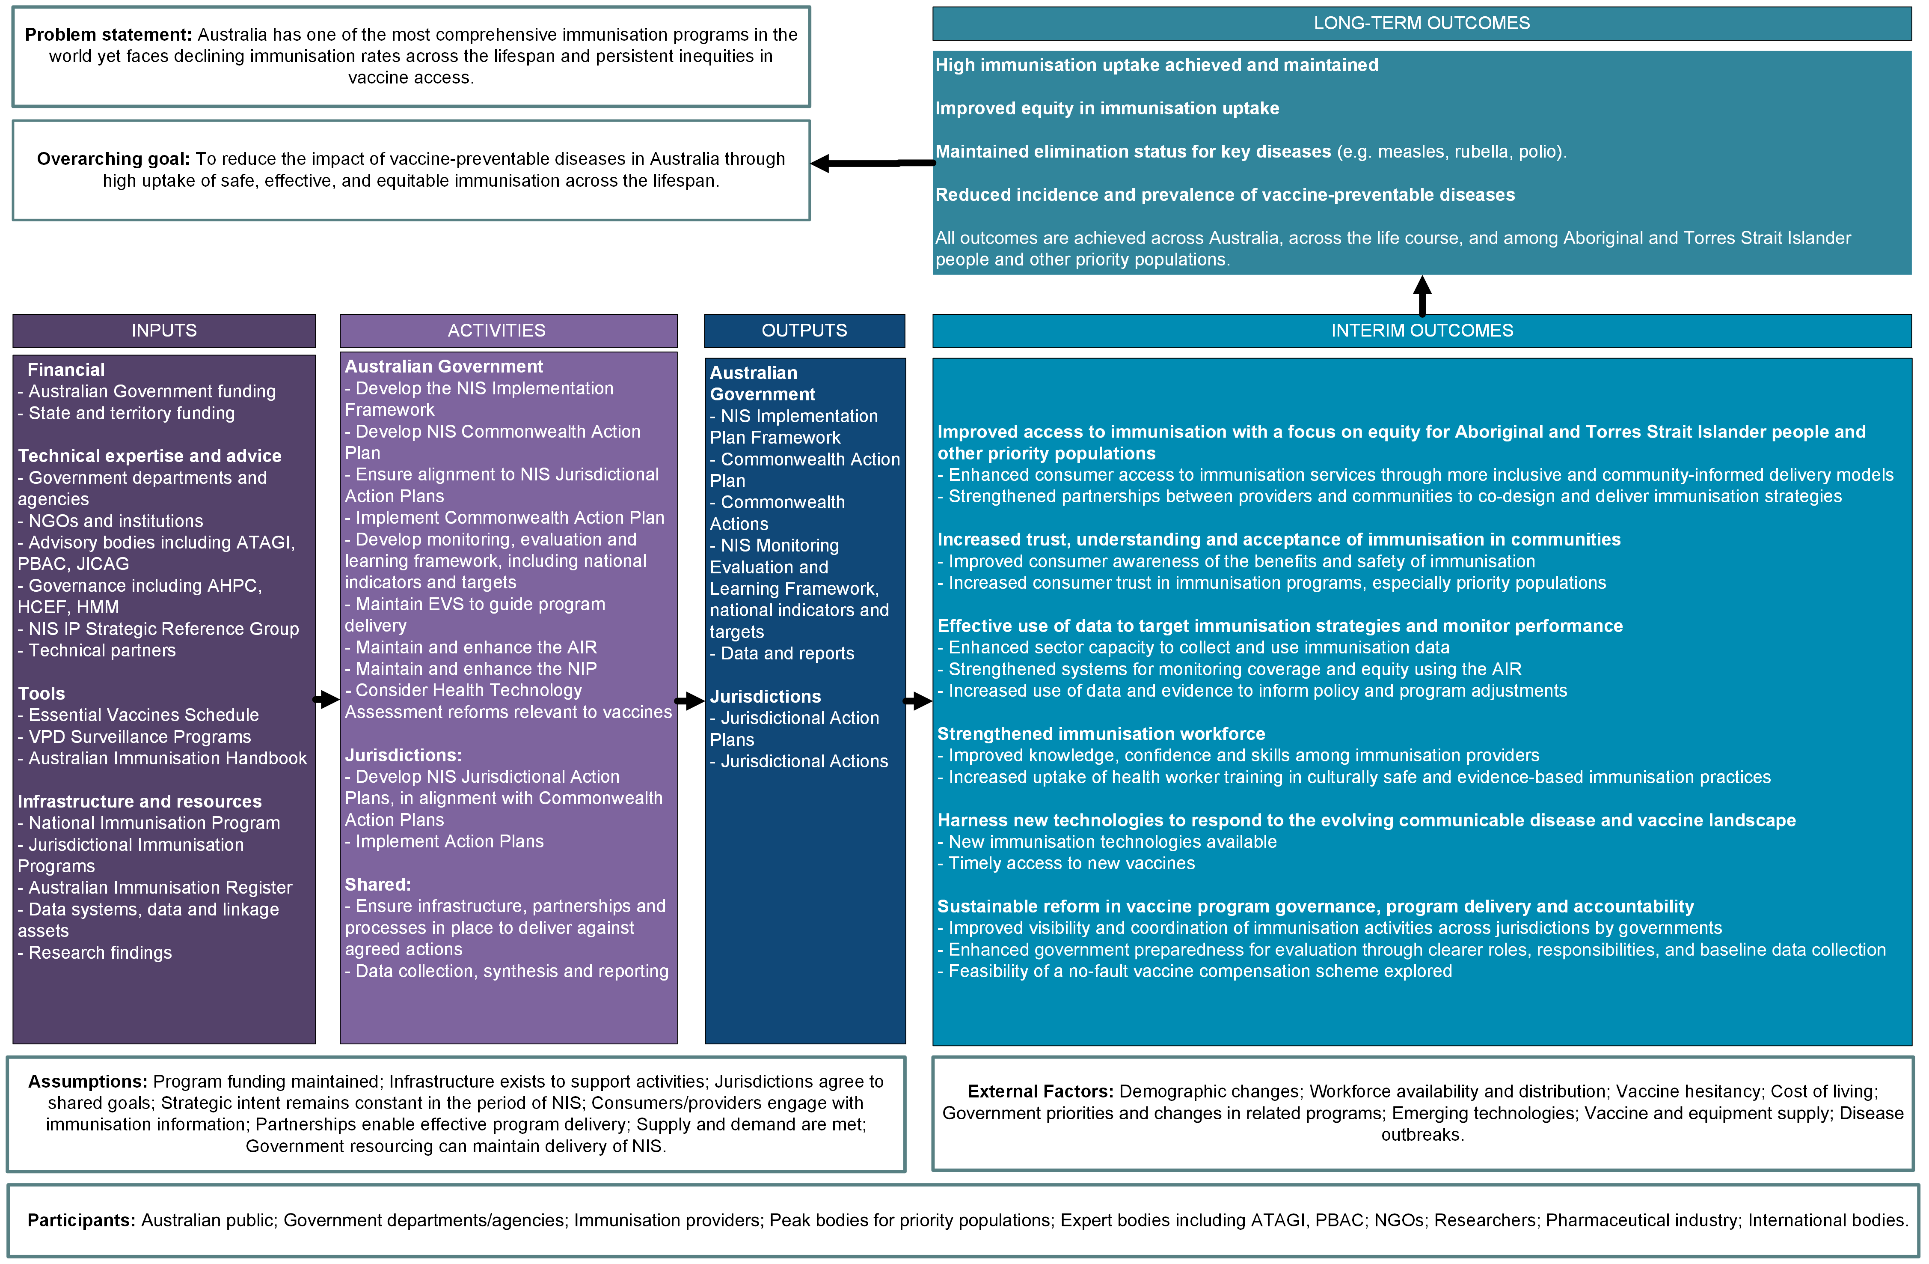 Problem statement: Australia has one of the most comprehensive immunisation programs in the
world yet faces declining immunisation rates across the lifespan and persistent inequities in
vaccine access.
Overarching goal: To reduce the impact of vaccine-preventable diseases in Australia through
high uptake of safe, effective, and equitable immunisation across the lifespan.
LONG-TERM OUTCOMES
High immunisation uptake achieved and maintained
Improved equity in immunisation uptake
Maintained elimination status for key diseases (e.g. measles, rubella, polio).
Reduced incidence and prevalence of vaccine-preventable diseases
All outcomes are achieved across Australia, across the life course, and among Aboriginal and Torres Strait Islander
people and other priority populations.
INPUTS
Financial
- Australian Government funding
- State and territory funding
Technical expertise and advice
- Government departments and
agencies
- NGOs and institutions
- Advisory bodies including ATAGI,
PBAC, JICAG
- Governance including AHPC,
HCEF, HMM
- NIS IP Strategic Reference Group
- Technical partners
Tools
- Essential Vaccines Schedule
- VPD Surveillance Programs
- Australian Immunisation Handbook
Infrastructure and resources
- National Immunisation Program
- Jurisdictional Immunisation
Programs
- Australian Immunisation Register
- Data systems, data and linkage
assets
- Research findings
ACTIVITIES
Australian Government
- Develop the NIS Implementation
Framework
- Develop NIS Commonwealth Action
Plan
- Ensure alignment to NIS Jurisdictional
Action Plans
- Implement Commonwealth Action Plan
- Develop monitoring, evaluation and
learning framework, including national
indicators and targets
- Maintain EVS to guide program
delivery
- Maintain and enhance the AIR
- Maintain and enhance the NIP
- Consider Health Technology
Assessment reforms relevant to vaccines
Jurisdictions:
- Develop NIS Jurisdictional Action
Plans, in alignment with Commonwealth
Action Plans
- Implement Action Plans
Shared:
- Ensure infrastructure, partnerships and
processes in place to deliver against
agreed actions
- Data collection, synthesis and reporting
OUTPUTS
Australian
Government
- NIS Implementation
Plan Framework
- Commonwealth Action
Plan
- Commonwealth
Actions
- NIS Monitoring
Evaluation and
Learning Framework,
national indicators and
targets
- Data and reports
Jurisdictions
- Jurisdictional Action
Plans
- Jurisdictional Actions
INTERIM OUTCOMES
Improved access to immunisation with a focus on equity for Aboriginal and Torres Strait Islander people and
other priority populations
- Enhanced consumer access to immunisation services through more inclusive and community-informed delivery models
- Strengthened partnerships between providers and communities to co-design and deliver immunisation strategies
Increased trust, understanding and acceptance of immunisation in communities
- Improved consumer awareness of the benefits and safety of immunisation
- Increased consumer trust in immunisation programs, especially priority populations
Effective use of data to target immunisation strategies and monitor performance
- Enhanced sector capacity to collect and use immunisation data
- Strengthened systems for monitoring coverage and equity using the AIR
- Increased use of data and evidence to inform policy and program adjustments
Strengthened immunisation workforce
- Improved knowledge, confidence and skills among immunisation providers
- Increased uptake of health worker training in culturally safe and evidence-based immunisation practices
Harness new technologies to respond to the evolving communicable disease and vaccine landscape
- New immunisation technologies available
- Timely access to new vaccines
Sustainable reform in vaccine program governance, program delivery and accountability
- Improved visibility and coordination of immunisation activities across jurisdictions by governments
- Enhanced government preparedness for evaluation through clearer roles, responsibilities, and baseline data collection
- Feasibility of a no-fault vaccine compensation scheme explored
Assumptions: Program funding maintained; Infrastructure exists to support activities; Jurisdictions agree to
shared goals; Strategic intent remains constant in the period of NIS; Consumers/providers engage with
immunisation information; Partnerships enable effective program delivery; Supply and demand are met;
Government resourcing can maintain delivery of NIS.
External Factors: Demographic changes; Workforce availability and distribution; Vaccine hesitancy; Cost of living;
Government priorities and changes in related programs; Emerging technologies; Vaccine and equipment supply; Disease
outbreaks.
Participants: Australian public; Government departments/agencies; Immunisation providers; Peak bodies for priority populations; Expert bodies including ATAGI, PBAC; NGOs; Researchers; Pharmaceutical industry; International bodies.